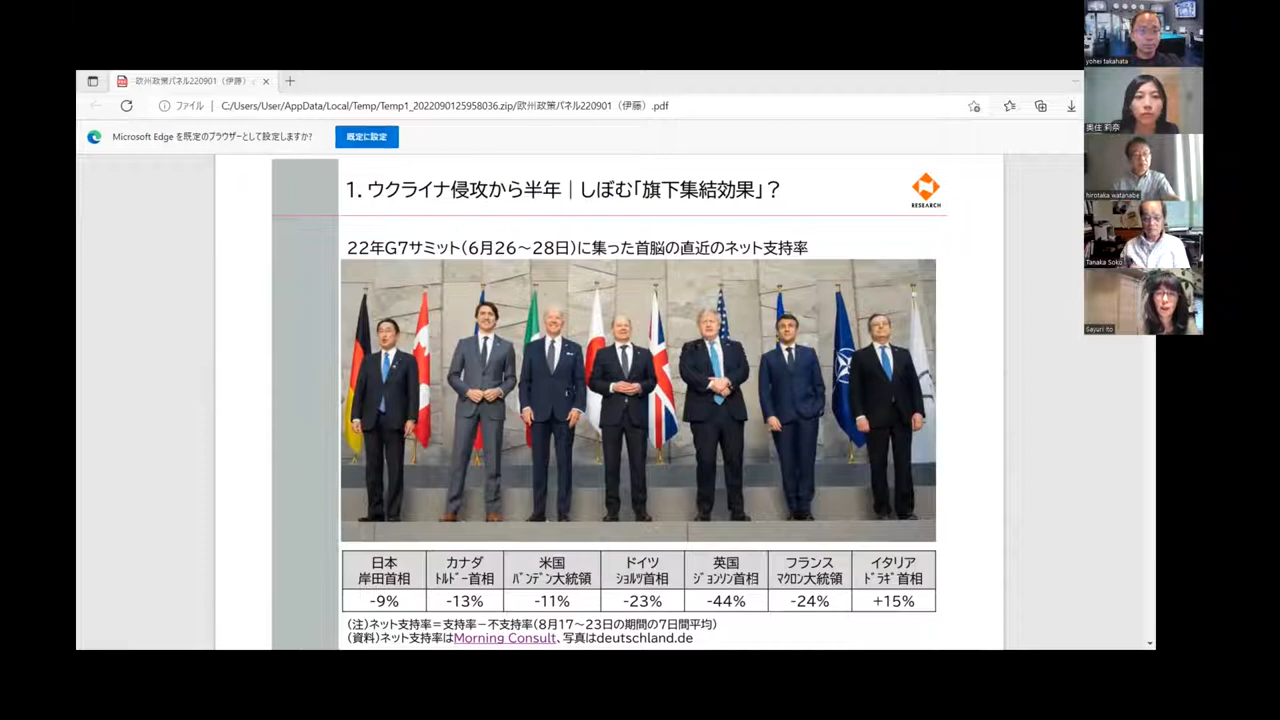 欧州政策パネル220901（伊藤）
ファイル
C:/Users/User/AppData/Local/Temp/Temp1_20220901125958036.zip/欧州政策パネル220901（伊藤）.pdf
Microsoft Edge を既定のブラウザーとして設定しますか?
既定に設定
1. ウクライナ侵攻から半年｜しぼむ「旗下集結効果」？
RESEARCH
22年G7サミット（6月26～28日）に集った首脳の直近のネット支持率
日本 カナダ 米国 ドイツ 英国 フランス イタリア
岸田首相 ﾄﾙﾄﾞｰ首相 ﾊﾞﾝﾃﾞﾝ大統領 ｼｮﾙﾂ首相 ｼﾞｮﾝｿﾝ首相 ﾏｸﾛﾝ大統領 ﾄﾞﾗｷﾞ首相
-9% -13% -11% -23% -44% -24% +15%
（注）ネット支持率＝支持率－不支持率（8月17～23日の期間の7日間平均）
（資料）ネット支持率はMorning Consult、写真はdeutschland.de
yohei takahata
奥住 莉奈
hirotaka watanabe
Tanaka Soko
Sayuri Ito